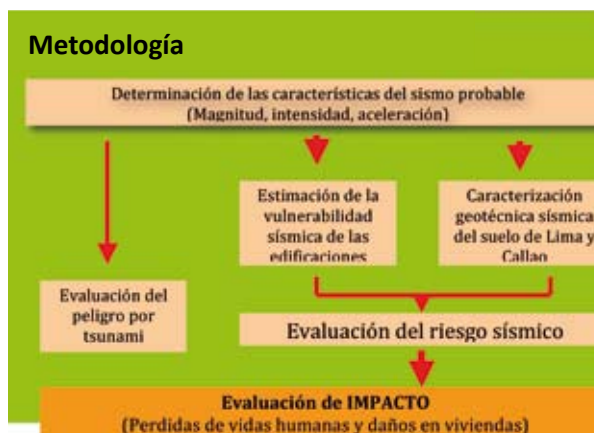 Metodología
Determinación de las características del sismo probable
(Magnitud, intensidad, aceleración)
Estimación de la
vulnerabilidad
sísmica de las
edificaciones
Caracterización
geotécnica sísmica
del suelo de Lima y
Callao
Evaluación del
peligro por
tsunami
Evaluación del riesgo sísmico
Evaluación de IMPACTO
(Perdidas de vidas humanas y daños en viviendas)